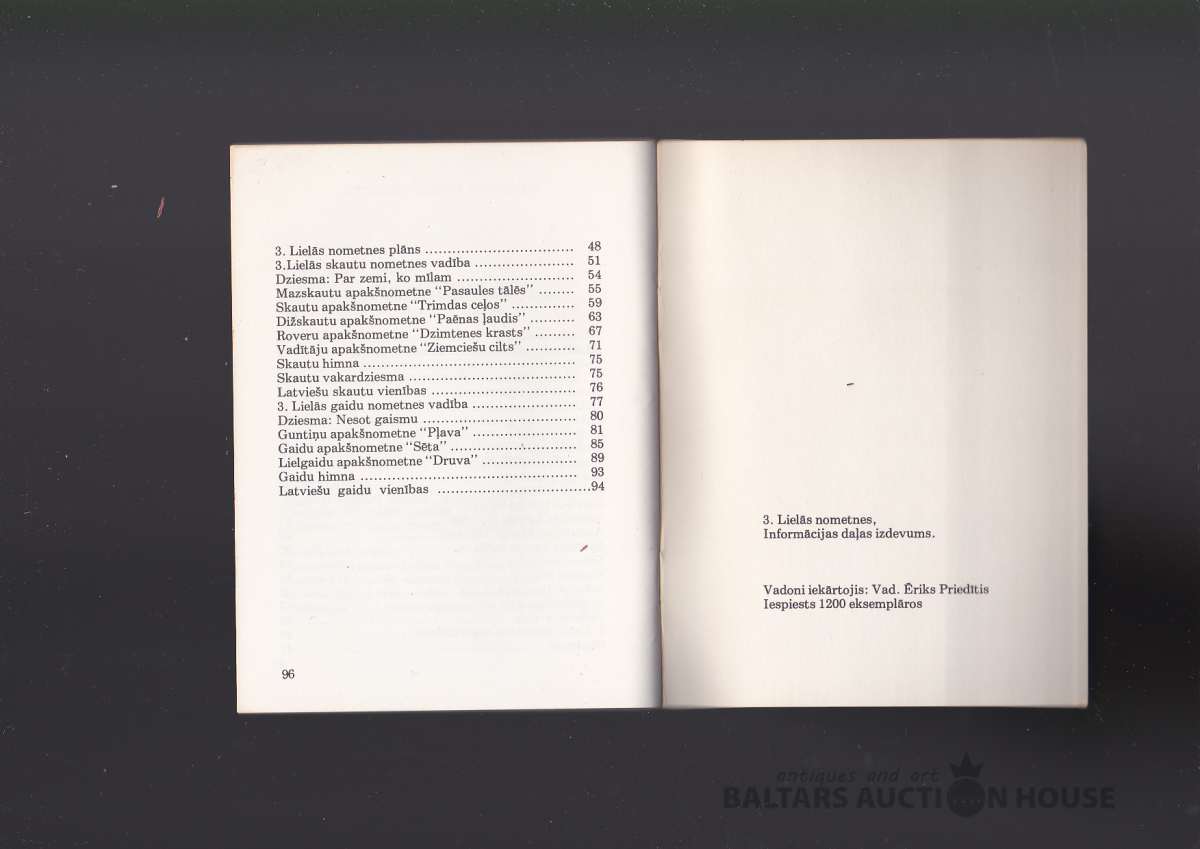 3. Lielās nometnes plāns ................................. 48
3.Lielās skautu nometnes vadība ...................... 51
Dziesma: Par zemi, ko mīlam .......................... 54
Mazskautu apakšnometne “Pasaules tālēs” ........ 55
Skautu apakšnometne “Trimdas ceļos” .............. 59
Dižskautu apakšnometne “Paēnas ļaudis” .......... 63
Roveru apakšnometne “Dzimtenes krasts” ......... 67
Vadītāju apakšnometne “Ziemciešu cilts” ........... 71
Skautu himna ............................................... 75
Skautu vakardziesma ..................................... 75
Latviešu skautu vienības ................................ 76
3. Lielās gaidu nometnes vadība ....................... 77
Dziesma: Nesot gaismu .................................. 80
Guntiņu apakšnometne “Pļava” ....................... 81
Gaidu apakšnometne “Sēta” ............................ 85
Lielgaidu apakšnometne “Druva” ..................... 89
Gaidu himna ................................................ 93
Latviešu gaidu vienības ..................................94
96
3. Lielās nometnes,
Informācijas daļas izdevums.
Vadoni iekārtojis: Vad. Ēriks Priedītis
Iespiests 1200 eksemplāros
antiques and art
BALTARS AUCTION HOUSE